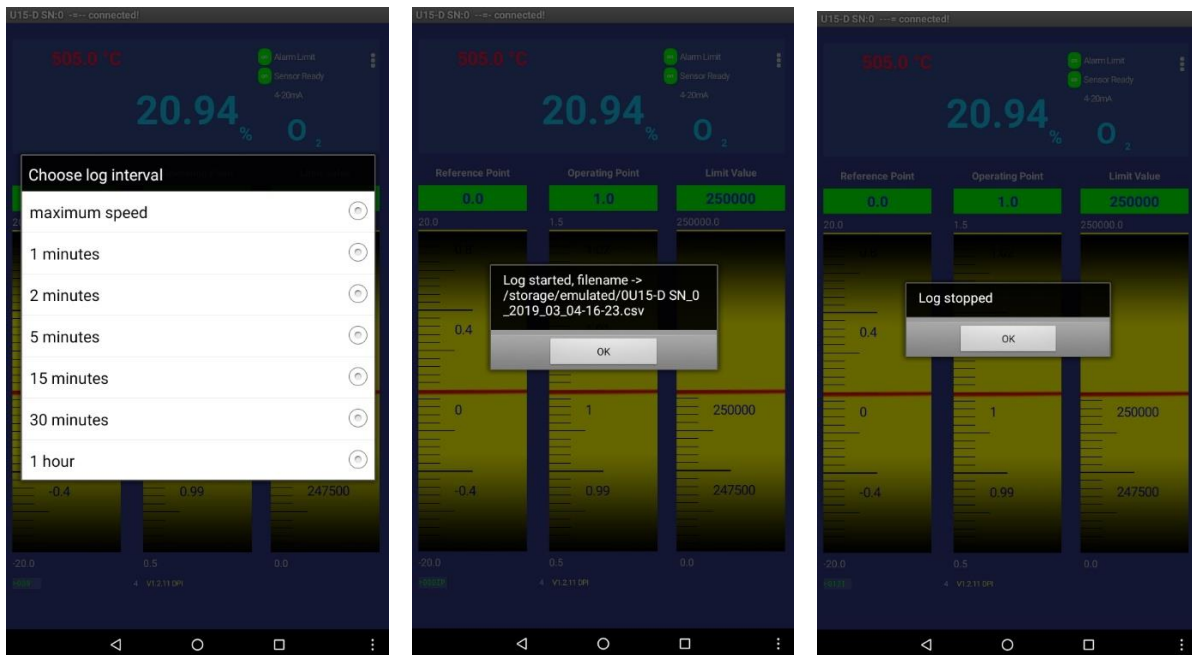 U15-D SN:0 -=-- connected!
505.0 °C
Alarm Limit
Sensor Ready
4-20mA
20.94 % O 2
Choose log interval
maximum speed
1 minutes
2 minutes
5 minutes
15 minutes
30 minutes
1 hour
-0.4 0.99 247500
-20.0 0.5 0.0
4 V1.2.11 DPI
U15-D SN:0 --=- connected!
505.0 °C
Alarm Limit
Sensor Ready
4-20mA
20.94 % O 2
Reference Point Operating Point Limit Value
0.0 1.0 250000
20.0 1.5 250000.0
Log started, filename ->
/storage/emulated/0U15-D SN_0
_2019_03_04-16-23.csv
0.4
OK
0 1 250000
-0.4 0.99 247500
-20.0 0.5 0.0
4 V1.2.11 DPI
U15-D SN:0 ---= connected!
505.0 °C
Alarm Limit
Sensor Ready
4-20mA
20.94 % O 2
Reference Point Operating Point Limit Value
0.0 1.0 250000
20.0 1.5 250000.0
Log stopped
0.4
OK
0 1 250000
-0.4 0.99 247500
-20.0 0.5 0.0
4 V1.2.11 DPI